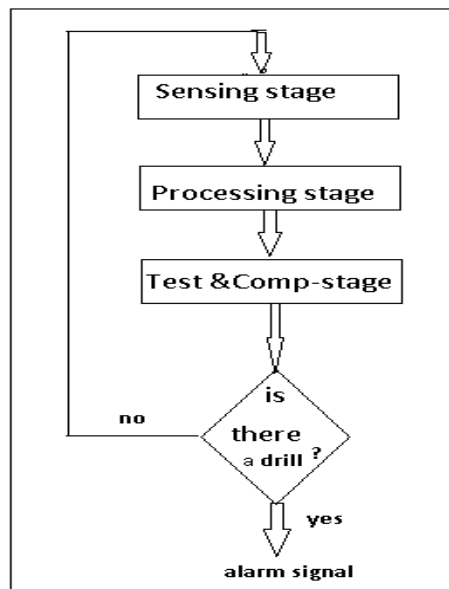 Sensing stage
Processing stage
Test &Comp-stage
is
there
a drill ?
no
yes
alarm signal